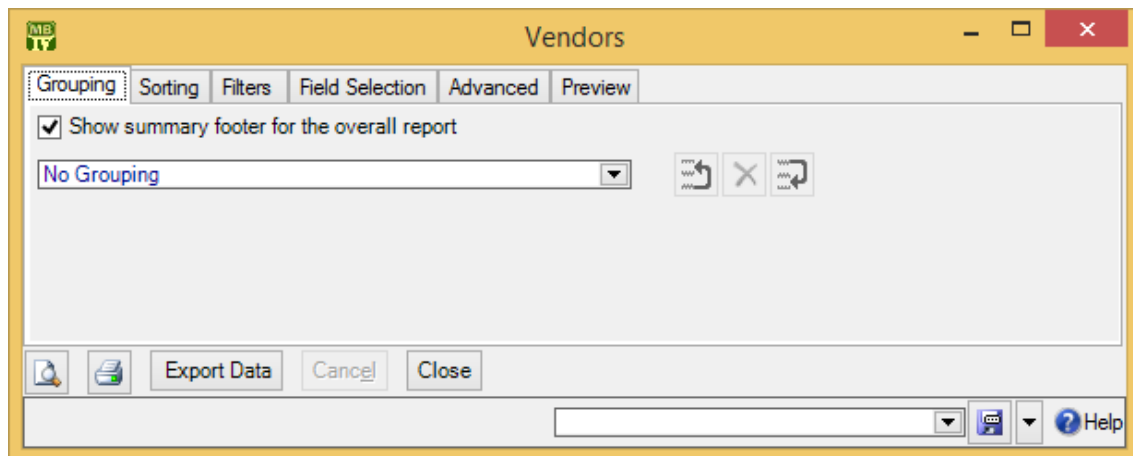 MB
Vendors
Grouping Sorting Filters Field Selection Advanced Preview
Show summary footer for the overall report
No Grouping
Export Data Cancel Close
Help